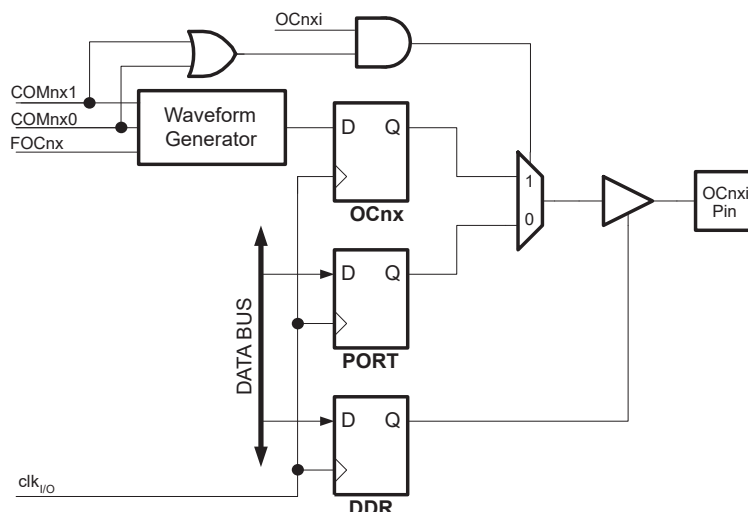 OCnxi
COMnx1
COMnx0
FOCnx
Waveform
Generator
D Q
OCnx
1
0
OCnxi
Pin
D Q
PORT
DATA BUS
D Q
DDR
clkI/O